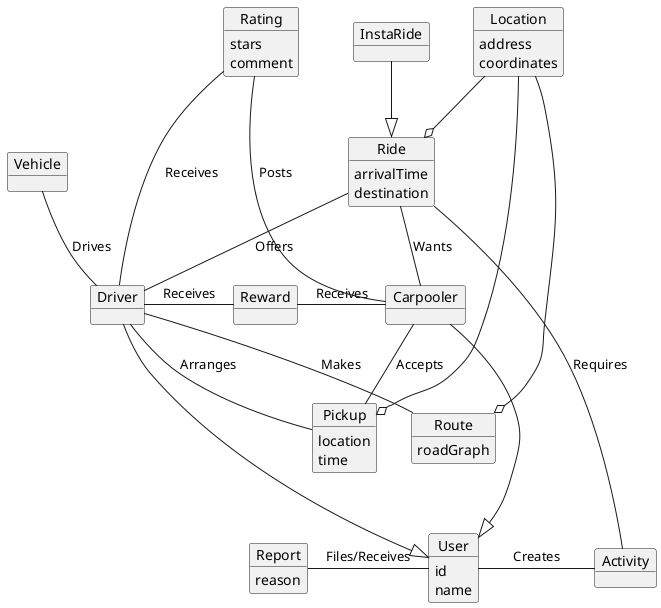 Rating
stars
comment
InstaRide
Location
address
coordinates
Vehicle
Receives
Posts
Ride
arrivalTime
destination
Drives
Offers
Wants
Driver
Receives
Reward
Receives
Carpooler
Arranges
Makes
Accepts
Requires
Pickup
location
time
Route
roadGraph
Report
reason
Files/Receives
User
id
name
Creates
Activity